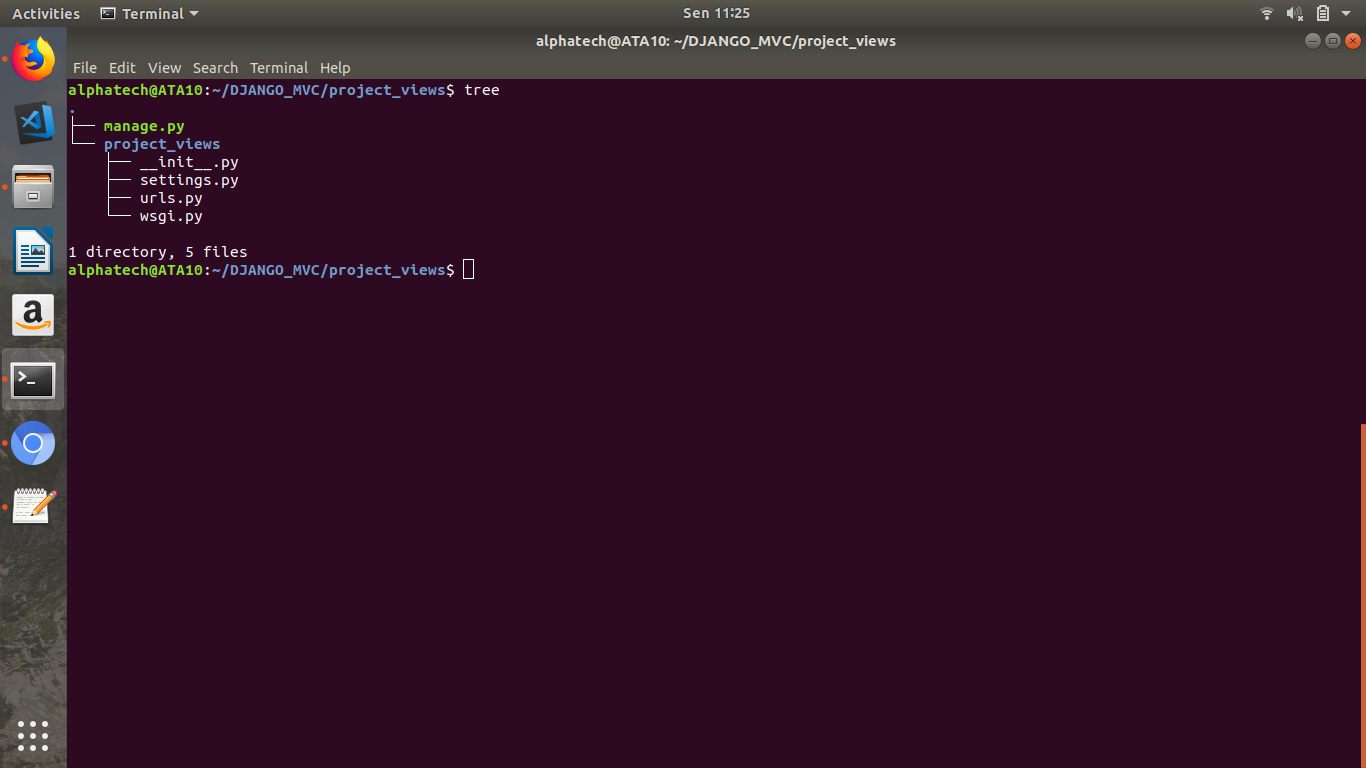 Activities Terminal Sen 11:25
alphatech@ATA10: ~/DJANGO_MVC/project_views
File Edit View Search Terminal Help
alphatech@ATA10:~/DJANGO_MVC/project_views$ tree
.
├── manage.py
└── project_views
    ├── __init__.py
    ├── settings.py
    ├── urls.py
    └── wsgi.py
1 directory, 5 files
alphatech@ATA10:~/DJANGO_MVC/project_views$